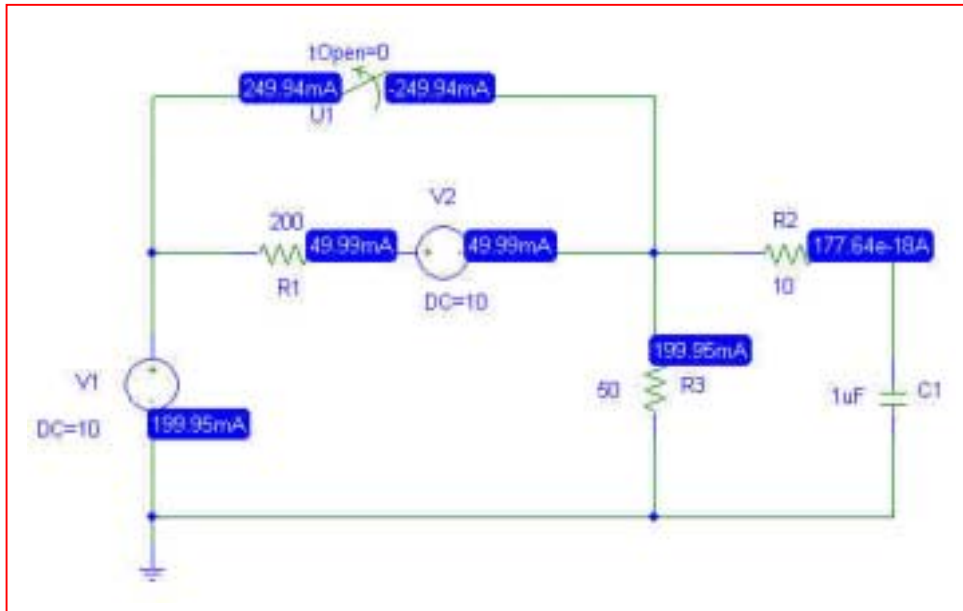 tOpen=0
249.94mA
-249.94mA
U1
V2
200
R2
49.99mA
49.99mA
177.64e-18A
R1
10
DC=10
199.95mA
V1
50
R3
1uF
C1
DC=10
199.95mA